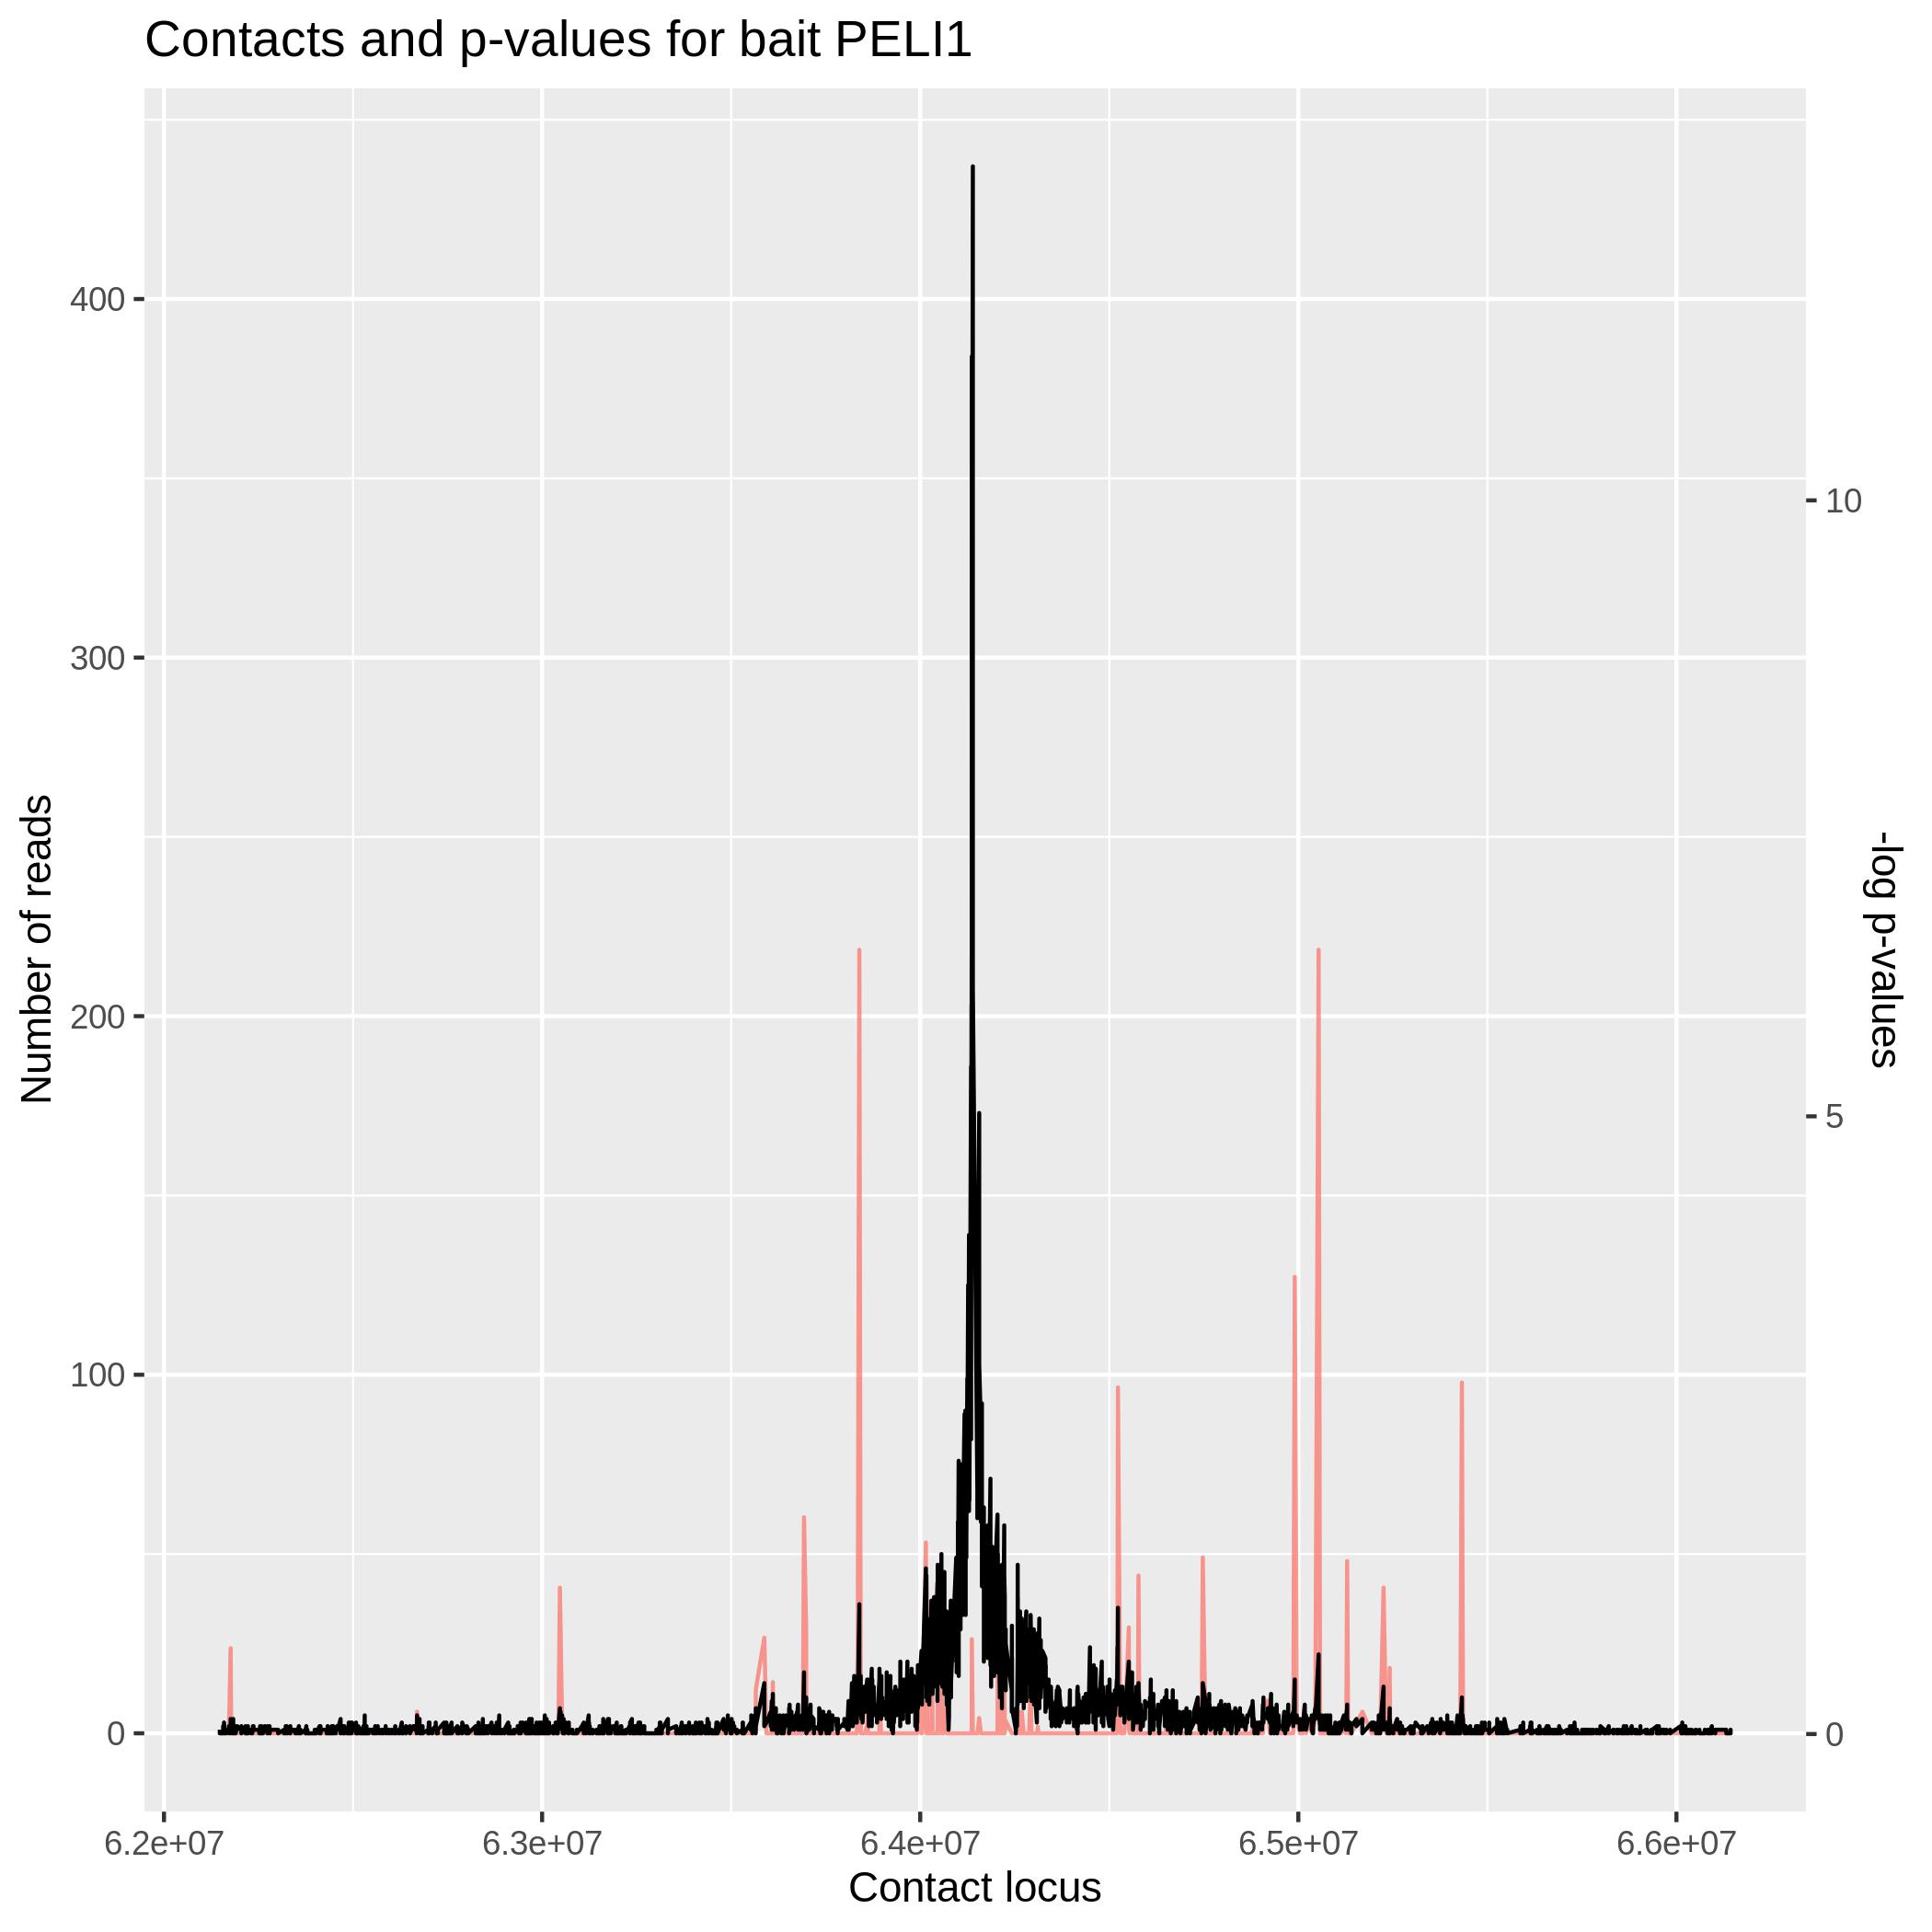 Contacts and p-values for bait PELI1
Number of reads
400
300
200
100
0
10
5
0
-log p-values
6.2e+07
6.3e+07
6.4e+07
6.5e+07
6.6e+07
Contact locus